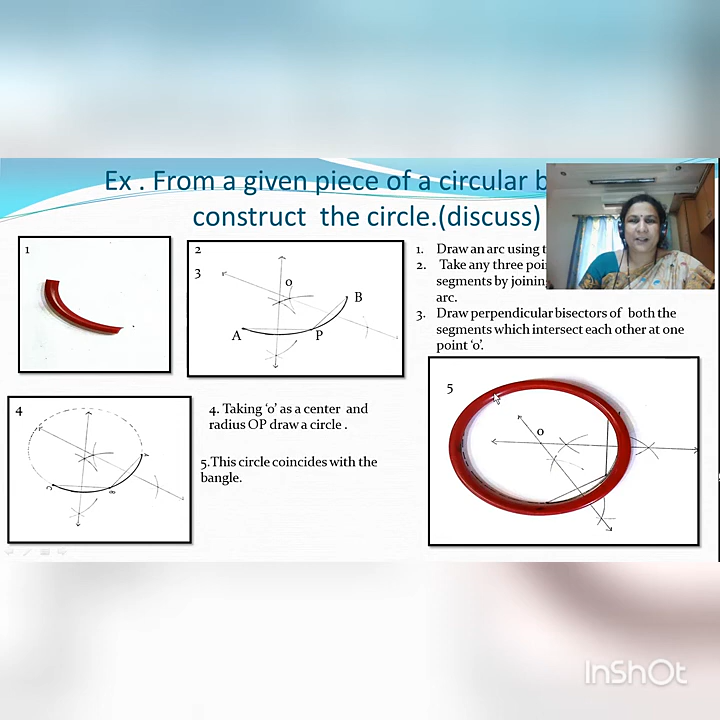 Ex . From a given piece of a circular b
construct the circle.(discuss)
1
2
3
o
A
P
B
1. Draw an arc using t
2. Take any three poi
segments by joining
arc.
3. Draw perpendicular bisectors of both the
segments which intersect each other at one
point 'o'.
4
4. Taking 'o' as a center and
radius OP draw a circle .
5.This circle coincides with the
bangle.
5
o
InShOt